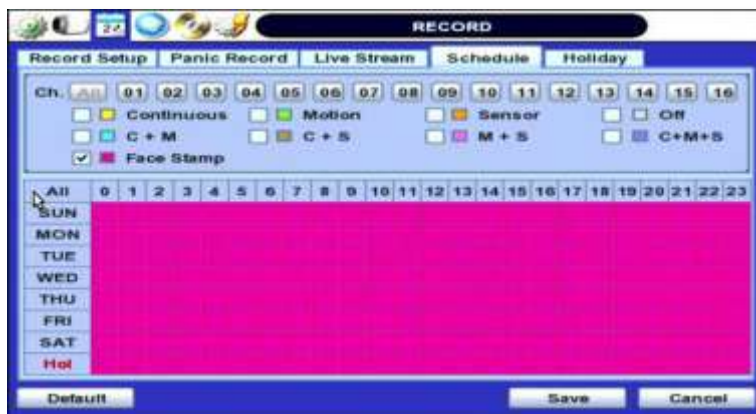 RECORD
Record Setup Panic Record Live Stream Schedule Holiday
Ch. All 01 02 03 04 05 06 07 08 09 10 11 12 13 14 15 16
Continuous Motion Sensor Off
C + M C + S M + S C+M+S
Face Stamp
All 0 1 2 3 4 5 6 7 8 9 10 11 12 13 14 15 16 17 18 19 20 21 22 23
SUN
MON
TUE
WED
THU
FRI
SAT
Hol
Default Save Cancel